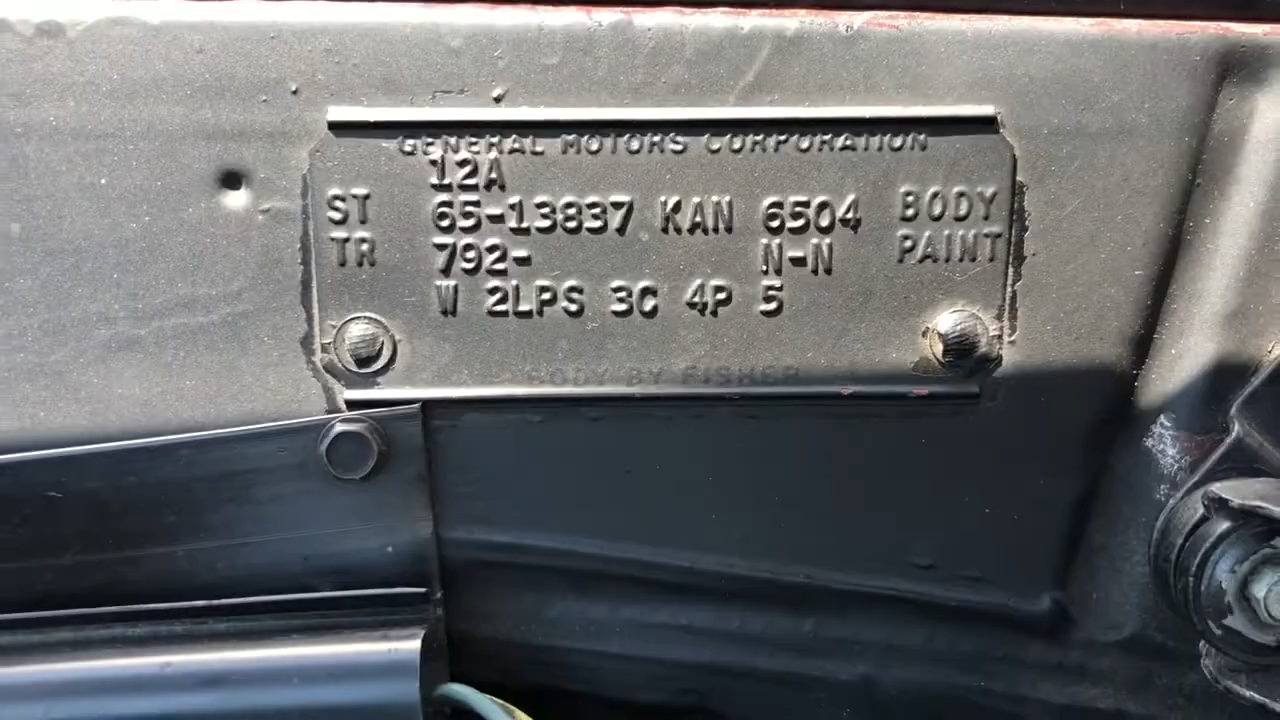 GENERAL MOTORS CORPORATION
12A
ST 65-13837 KAN 6504 BODY
TR 792- N-N PAINT
W 2LPS 3C 4P 5
BODY BY FISHER